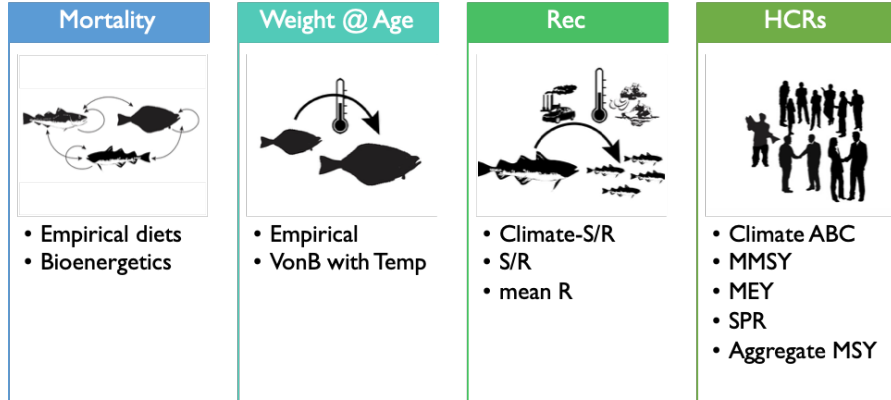 Mortality
• Empirical diets
• Bioenergetics
Weight @ Age
• Empirical
• VonB with Temp
Rec
• Climate-S/R
• S/R
• mean R
HCRs
• Climate ABC
• MMSY
• MEY
• SPR
• Aggregate MSY